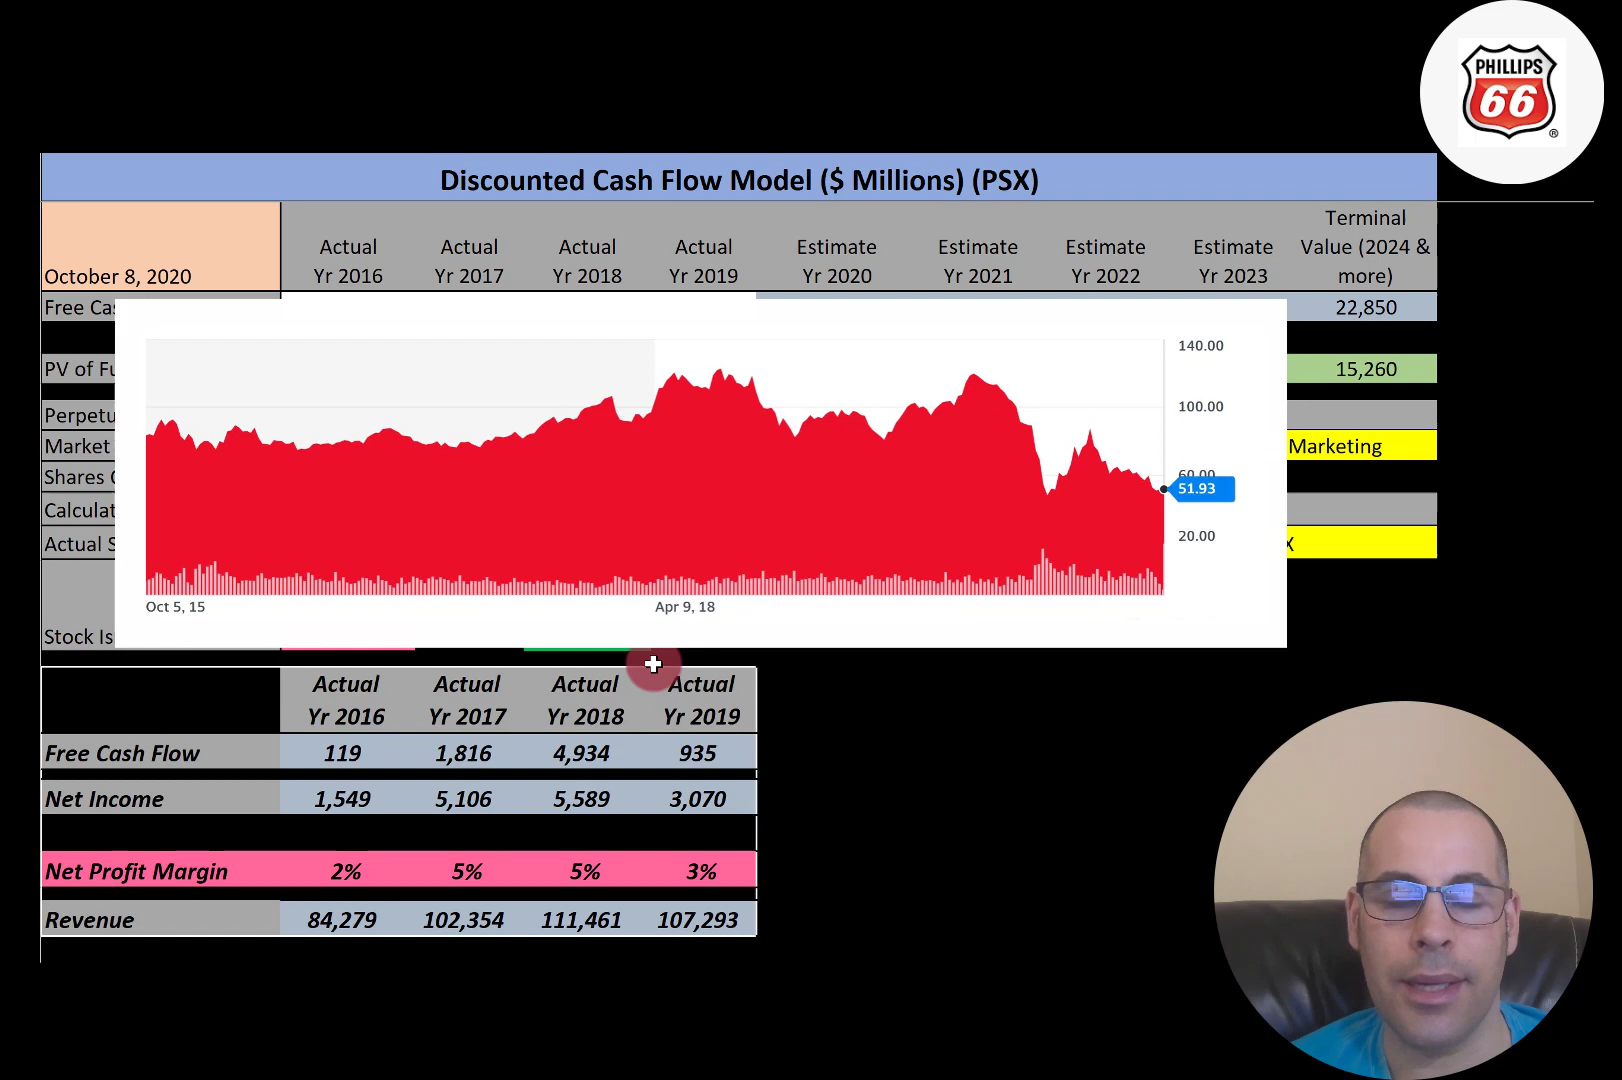 PHILLIPS
66
®
Discounted Cash Flow Model ($ Millions) (PSX)
October 8, 2020
Actual Yr 2016
Actual Yr 2017
Actual Yr 2018
Actual Yr 2019
Estimate Yr 2020
Estimate Yr 2021
Estimate Yr 2022
Estimate Yr 2023
Terminal Value (2024 & more)
Free Ca
22,850
PV of Fu
15,260
Perpetu
Market
Marketing
Shares
Calculat
Actual S
X
Stock Is
140.00
100.00
60.00
51.93
20.00
Oct 5, 15
Apr 9, 18
Actual Yr 2016
Actual Yr 2017
Actual Yr 2018
Actual Yr 2019
Free Cash Flow 119 1,816 4,934 935
Net Income 1,549 5,106 5,589 3,070
Net Profit Margin 2% 5% 5% 3%
Revenue 84,279 102,354 111,461 107,293